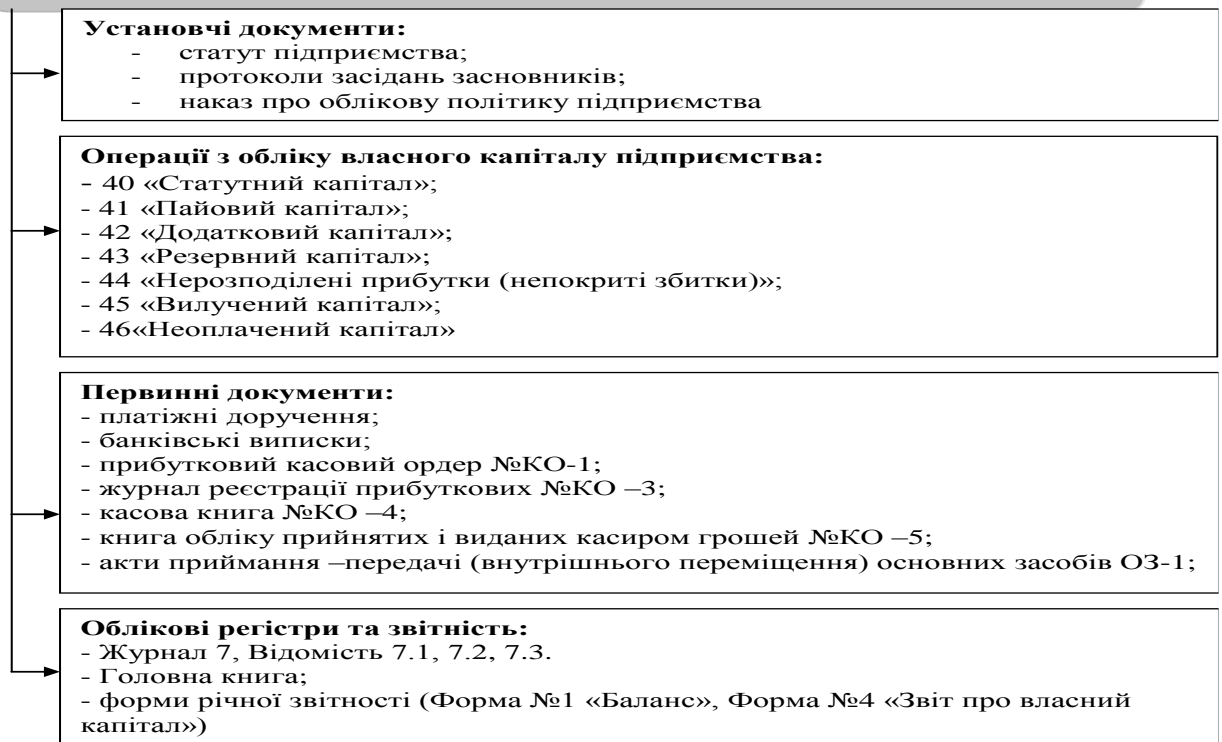 Установчі документи:
- статут підприємства;
- протоколи засідань засновників;
- наказ про облікову політику підприємства
Операції з обліку власного капіталу підприємства:
- 40 «Статутний капітал»;
- 41 «Пайовий капітал»;
- 42 «Додатковий капітал»;
- 43 «Резервний капітал»;
- 44 «Нерозподілені прибутки (непокриті збитки)»;
- 45 «Вилучений капітал»;
- 46«Неоплачений капітал»
Первинні документи:
- платіжні доручення;
- банківські виписки;
- прибутковий касовий ордер №КО-1;
- журнал реєстрації прибуткових №КО –3;
- касова книга №КО –4;
- книга обліку прийнятих і виданих касиром грошей №КО –5;
- акти приймання –передачі (внутрішнього переміщення) основних засобів ОЗ-1;
Облікові регістри та звітність:
- Журнал 7, Відомість 7.1, 7.2, 7.3.
- Головна книга;
- форми річної звітності (Форма №1 «Баланс», Форма №4 «Звіт про власний
капітал»)